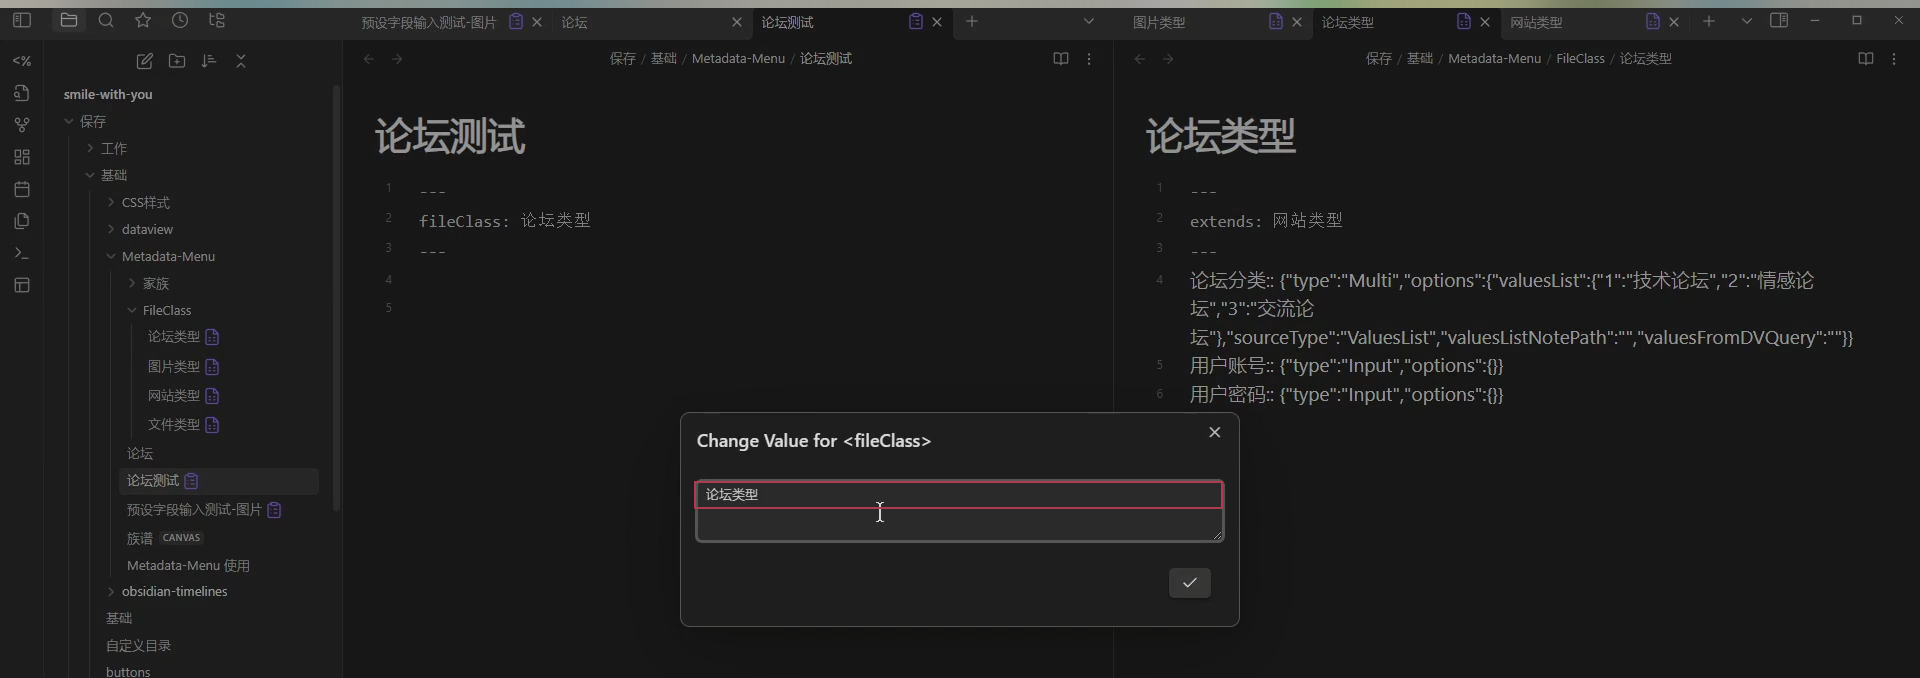 预设字段输入测试-图片
论坛
论坛测试
图片类型
论坛类型
网站类型
保存 / 基础 / Metadata-Menu / 论坛测试
保存 / 基础 / Metadata-Menu / FileClass / 论坛类型
smile-with-you
保存
工作
基础
CSS样式
dataview
Metadata-Menu
家族
FileClass
论坛类型
图片类型
网站类型
文件类型
论坛
论坛测试
预设字段输入测试-图片
族谱 CANVAS
Metadata-Menu 使用
obsidian-timelines
基础
自定义目录
buttons
论坛测试
1 ---
2 fileClass: 论坛类型
3 ---
4
5
论坛类型
1 ---
2 extends: 网站类型
3 ---
4 论坛分类:: {"type":"Multi","options":{"valuesList":{"1":"技术论坛","2":"情感论
坛","3":"交流论
坛"},"sourceType":"ValuesList","valuesListNotePath":"","valuesFromDVQuery":""}}
5 用户账号:: {"type":"Input","options":{}}
6 用户密码:: {"type":"Input","options":{}}
Change Value for <fileClass>
论坛类型